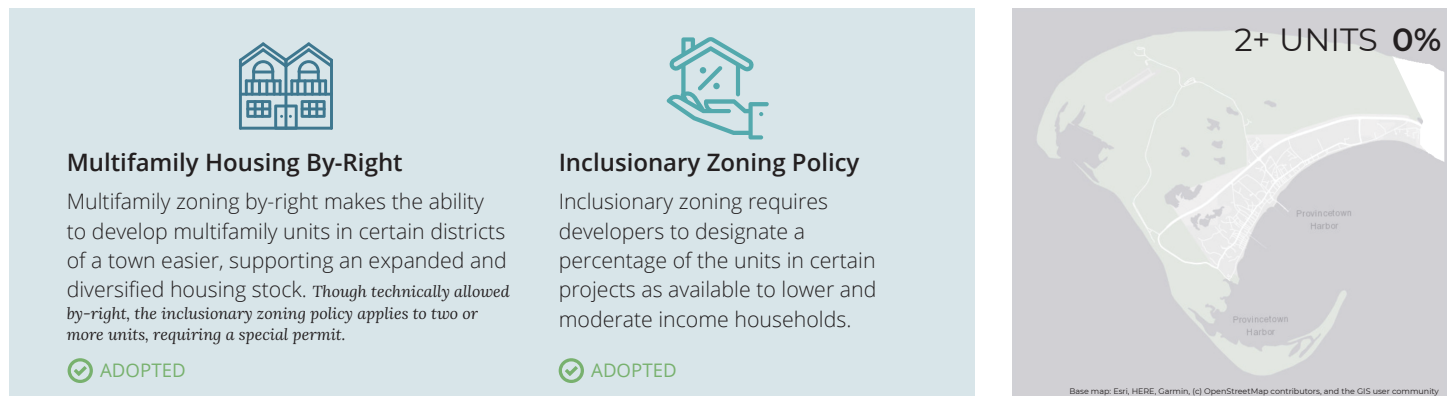 Multifamily Housing By-Right
Multifamily zoning by-right makes the ability
to develop multifamily units in certain districts
of a town easier, supporting an expanded and
diversified housing stock. Though technically allowed
by-right, the inclusionary zoning policy applies to two or
more units, requiring a special permit.
ADOPTED
Inclusionary Zoning Policy
Inclusionary zoning requires
developers to designate a
percentage of the units in certain
projects as available to lower and
moderate income households.
ADOPTED
2+ UNITS 0%
Provincetown
Harbor
Provincetown
Harbor
Base map: Esri, HERE, Garmin, (c) OpenStreetMap contributors, and the GIS user community